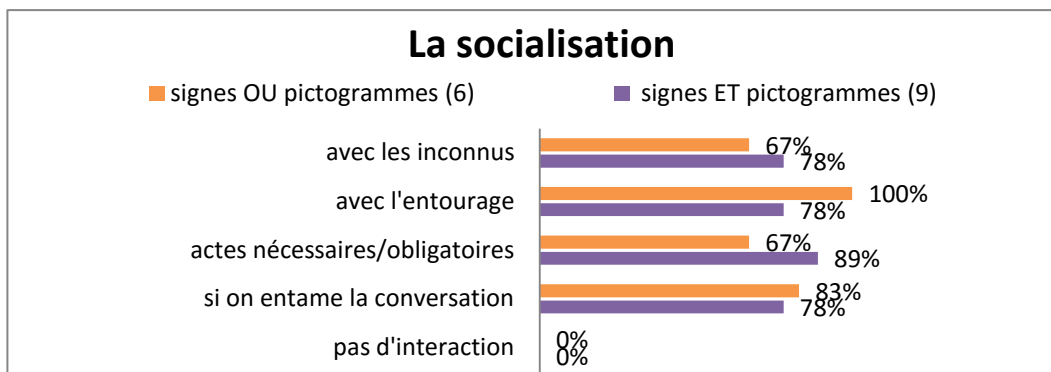 La socialisation
signes OU pictogrammes (6) signes ET pictogrammes (9)
avec les inconnus 67%
78%
avec l'entourage 100%
78%
actes nécessaires/obligatoires 67%
89%
si on entame la conversation 83%
78%
pas d'interaction 0%
0%